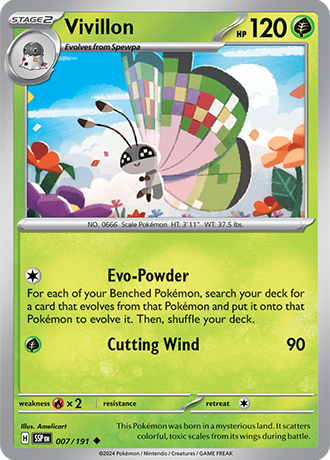 STAGE2
Vivillon
HP 120
Evolves from Spewpa
NO. 0666 Scale Pokémon HT: 3'11" WT: 37.5 lbs.
Evo-Powder
For each of your Benched Pokémon, search your deck for
a card that evolves from that Pokémon and put it onto that
Pokémon to evolve it. Then, shuffle your deck.
Cutting Wind 90
weakness ×2 resistance retreat
Illus. Amelicart
H SSP EN 007/191
This Pokémon was born in a mysterious land. It scatters
colorful, toxic scales from its wings during battle.
©2024 Pokémon / Nintendo / Creatures / GAME FREAK